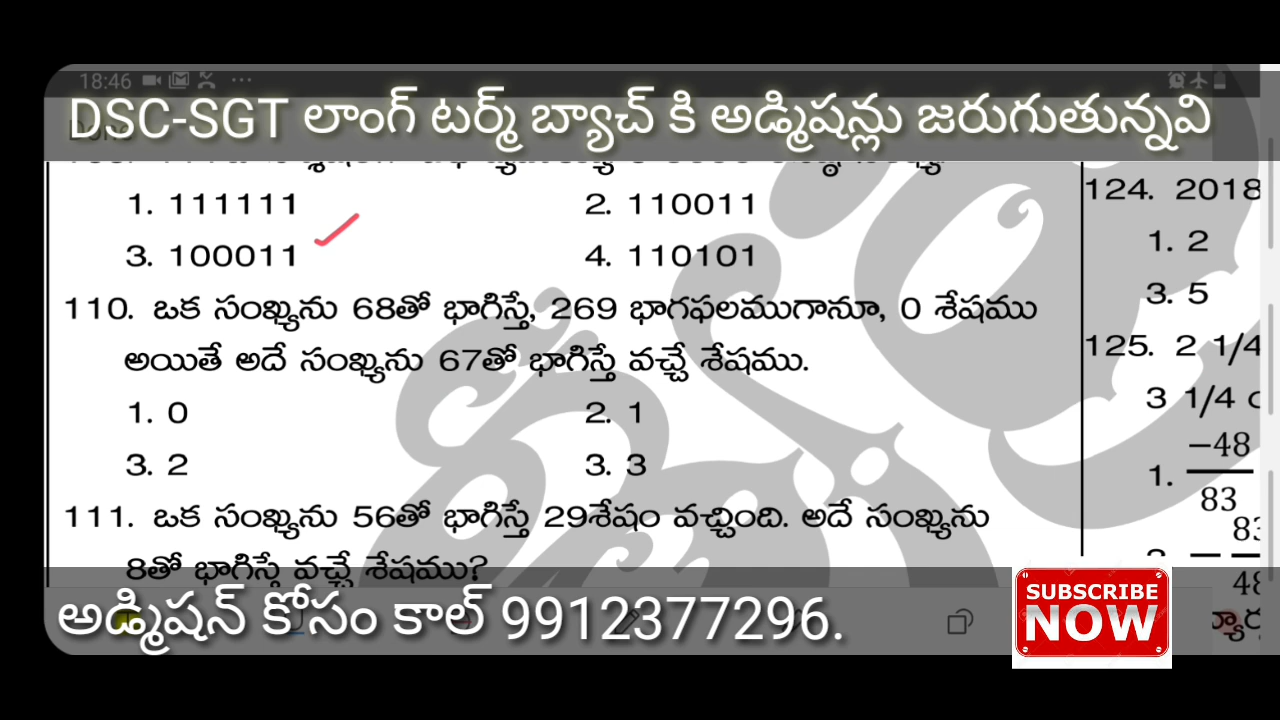 18:46
DSC-SGT లాంగ్ టర్మ్ బ్యాచ్ కి అడ్మిషన్లు జరుగుతున్నవి
1. 111111
2. 110011
3. 100011
4. 110101
110. ఒక సంఖ్యను 68తో భాగిస్తే, 269 భాగఫలముగానూ, 0 శేషము
అయితే అదే సంఖ్యను 67తో భాగిస్తే వచ్చే శేషము.
1. 0
2. 1
3. 2
3. 3
111. ఒక సంఖ్యను 56తో భాగిస్తే 29శేషం వచ్చింది. అదే సంఖ్యను
8తో భాగిస్తే వచ్చే శేషము?
124. 2018
1. 2
3. 5
125. 2 1/4
3 1/4
1. −48
83
83
48
అడ్మిషన్ కోసం కాల్ 9912377296.
SUBSCRIBE
NOW